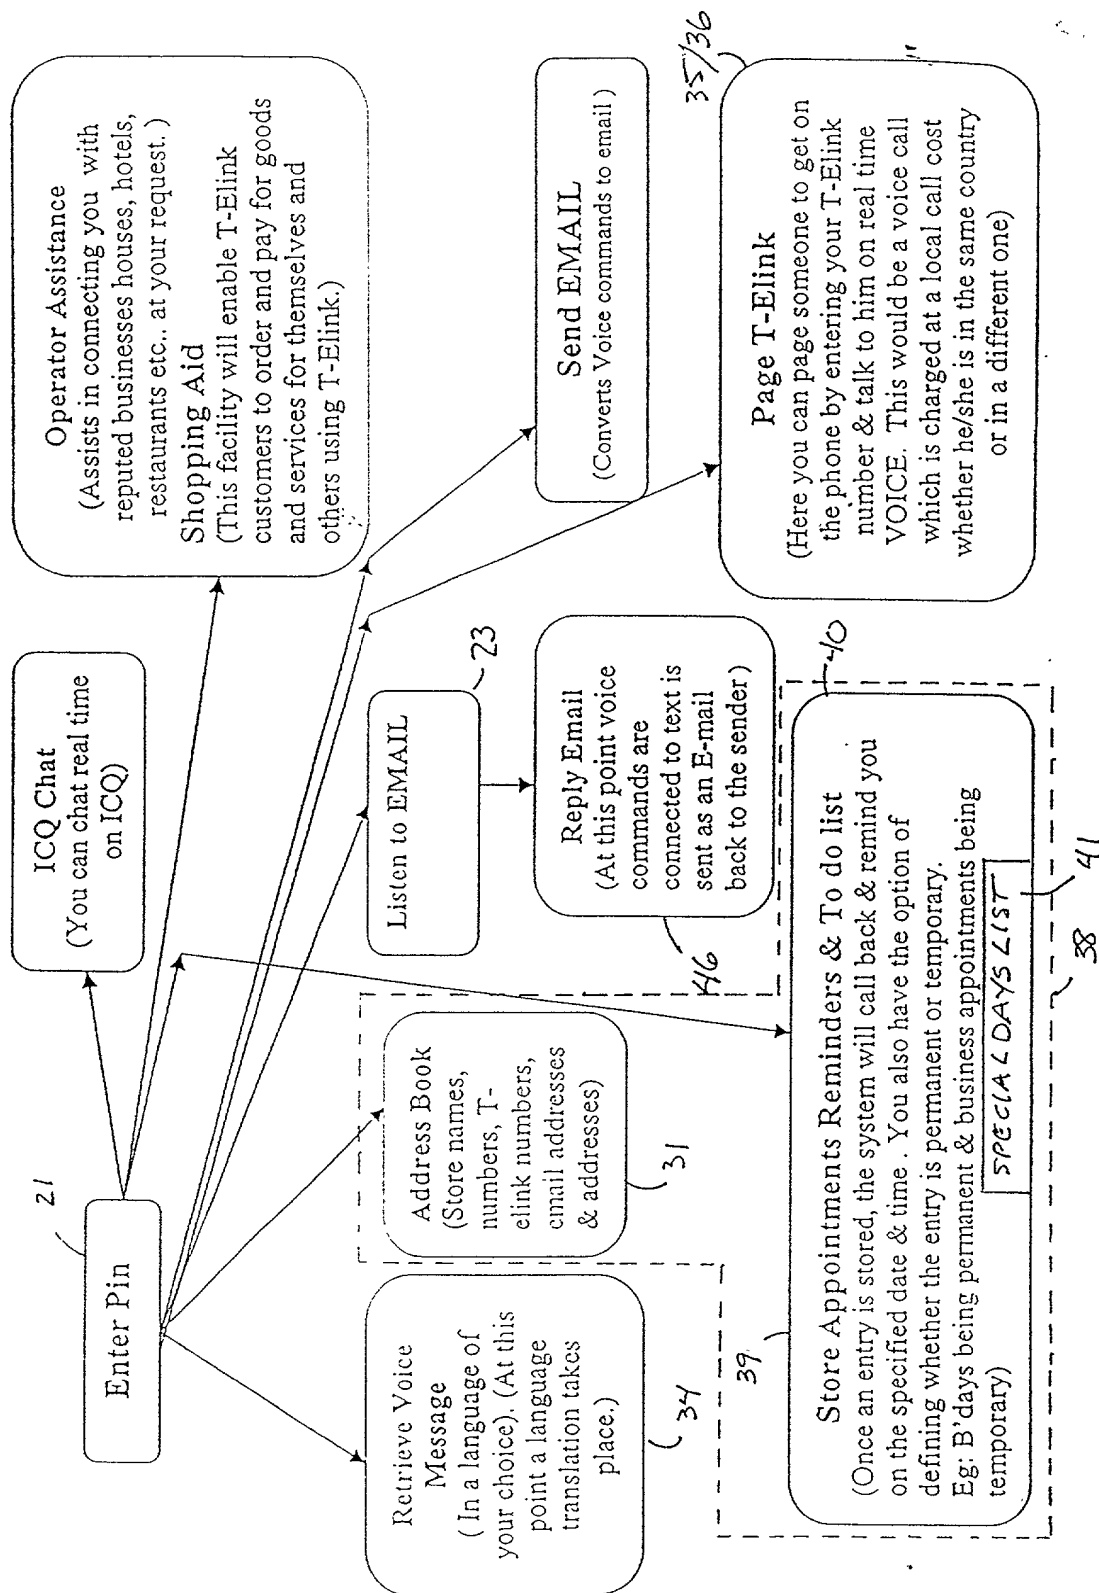 Enter Pin
21
ICQ Chat
(You can chat real time
on ICQ)
Operator Assistance
(Assists in connecting you with
reputed businesses houses, hotels,
restaurants etc.. at your request. )
Shopping Aid
(This facility will enable T-Elink
customers to order and pay for goods
and services for themselves and
others using T-Elink.)
Retrieve Voice
Message
( In a language of
your choice). (At this
point a language
translation takes
place.)
34
Address Book
(Store names,
numbers, T-
elink numbers,
email addresses
& addresses)
31
Listen to EMAIL
23
Reply Email
(At this point voice
commands are
connected to text is
sent as an E-mail
back to the sender)
46
Send EMAIL
(Converts Voice commands to email )
35/36
Page T-Elink
(Here you can page someone to get on
the phone by entering your T-Elink
number & talk to him on real time
VOICE. This would be a voice call
which is charged at a local call cost
whether he/she is in the same country
or in a different one)
39
40
Store Appointments Reminders & To do list
(Once an entry is stored, the system will call back & remind you
on the specified date & time . You also have the option of
defining whether the entry is permanent or temporary.
Eg: B'days being permanent & business appointments being
temporary)
SPECIAL DAYS LIST
41
38